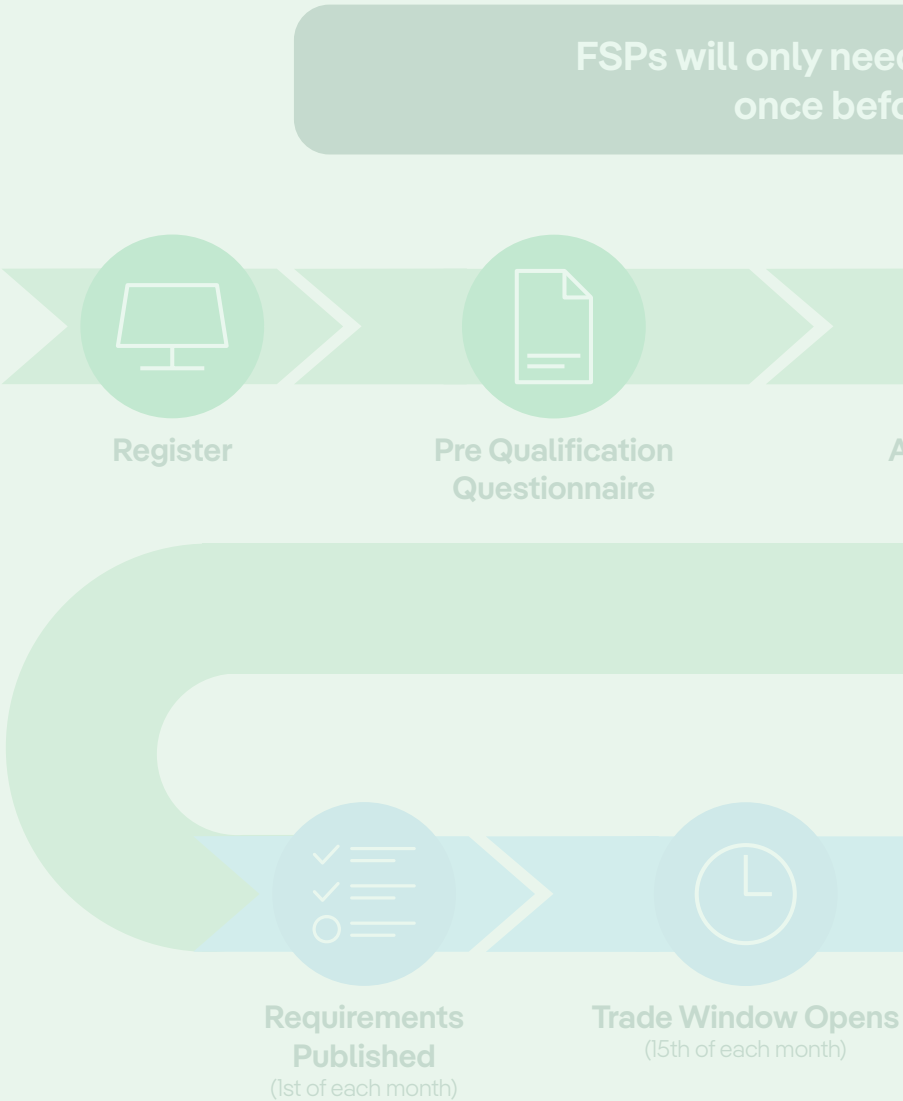 FSPs will only need
once befo
Register
Pre Qualification
Questionnaire
A
Requirements
Published
(1st of each month)
Trade Window Opens
(15th of each month)